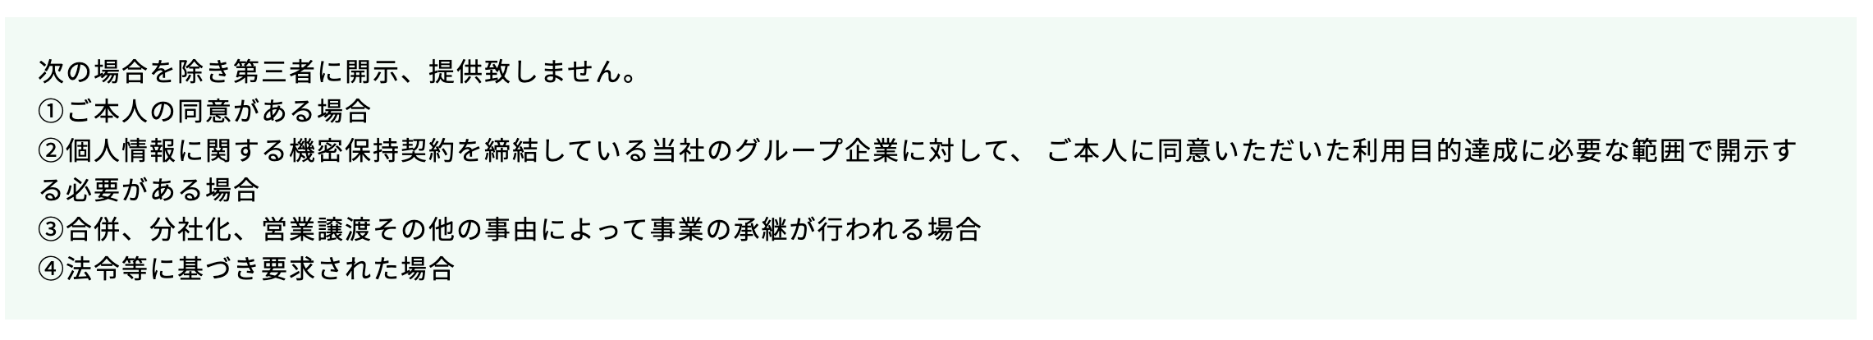 次の場合を除き第三者に開示、提供致しません。
①ご本人の同意がある場合
②個人情報に関する機密保持契約を締結している当社のグループ企業に対して、 ご本人に同意いただいた利用目的達成に必要な範囲で開示す
る必要がある場合
③合併、分社化、営業譲渡その他の事由によって事業の承継が行われる場合
④法令等に基づき要求された場合